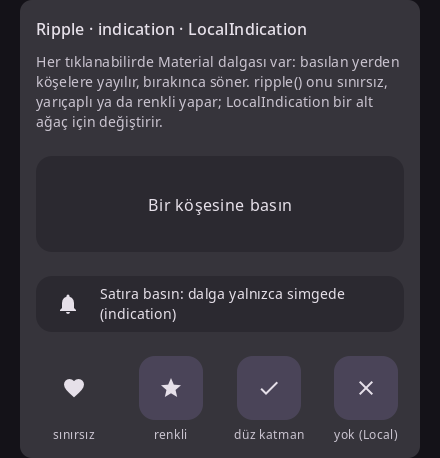 Ripple · indication · LocalIndication
Her tıklanabilirde Material dalgası var: basılan yerden
köşelere yayılır, bırakınca söner. ripple() onu sınırsız,
yarıçaplı ya da renkli yapar; LocalIndication bir alt
ağaç için değiştirir.
Bir köşesine basın
Satıra basın: dalga yalnızca simgede
(indication)
sınırsız renkli düz katman yok (Local)